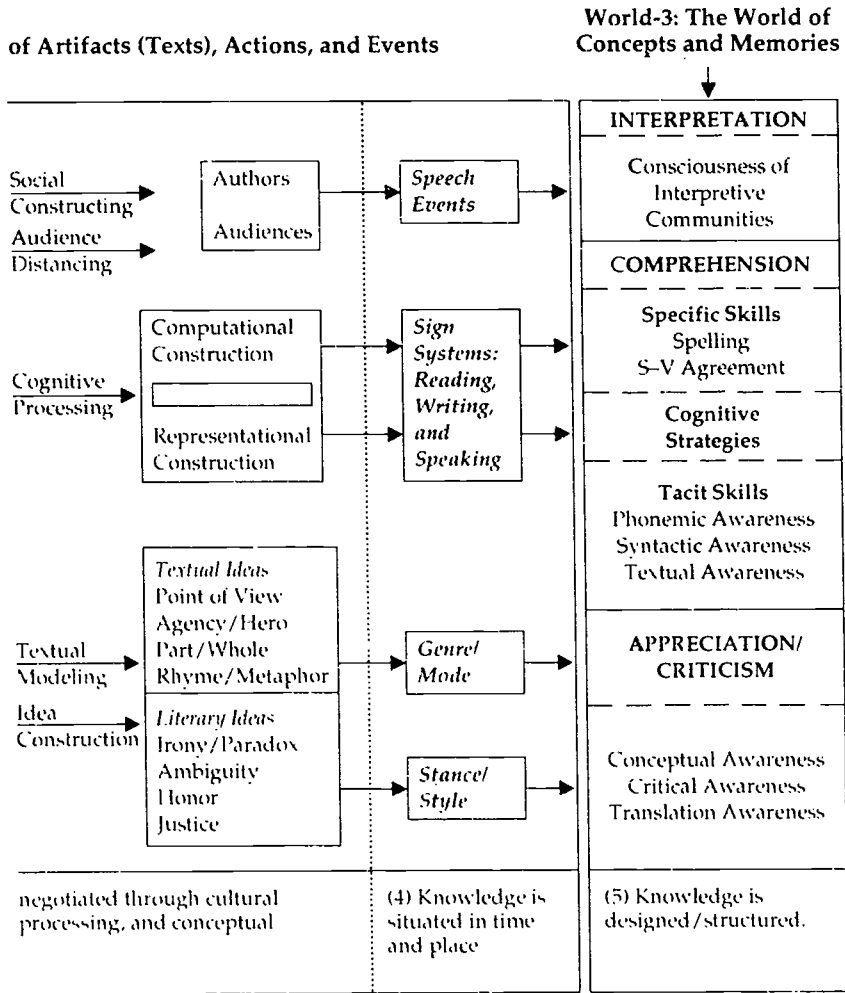 World-3: The World of
of Artifacts (Texts), Actions, and Events
Concepts and Memories
Social
Constructing
Audience
Distancing
Authors
Audiences
Speech
Events
INTERPRETATION
Consciousness of
Interpretive
Communities
Cognitive
Processing
Computational
Construction
Representational
Construction
Sign
Systems:
Reading,
Writing,
and
Speaking
COMPREHENSION
Specific Skills
Spelling
S–V Agreement
Cognitive
Strategies
Tacit Skills
Phonemic Awareness
Syntactic Awareness
Textual Awareness
Textual
Modeling
Idea
Construction
Textual Ideas
Point of View
Agency/Hero
Part/Whole
Rhyme/Metaphor
Literary Ideas
Irony/Paradox
Ambiguity
Honor
Justice
Genre/
Mode
Stance/
Style
APPRECIATION/
CRITICISM
Conceptual Awareness
Critical Awareness
Translation Awareness
negotiated through cultural
processing, and conceptual
(4) Knowledge is
situated in time
and place
(5) Knowledge is
designed/structured.